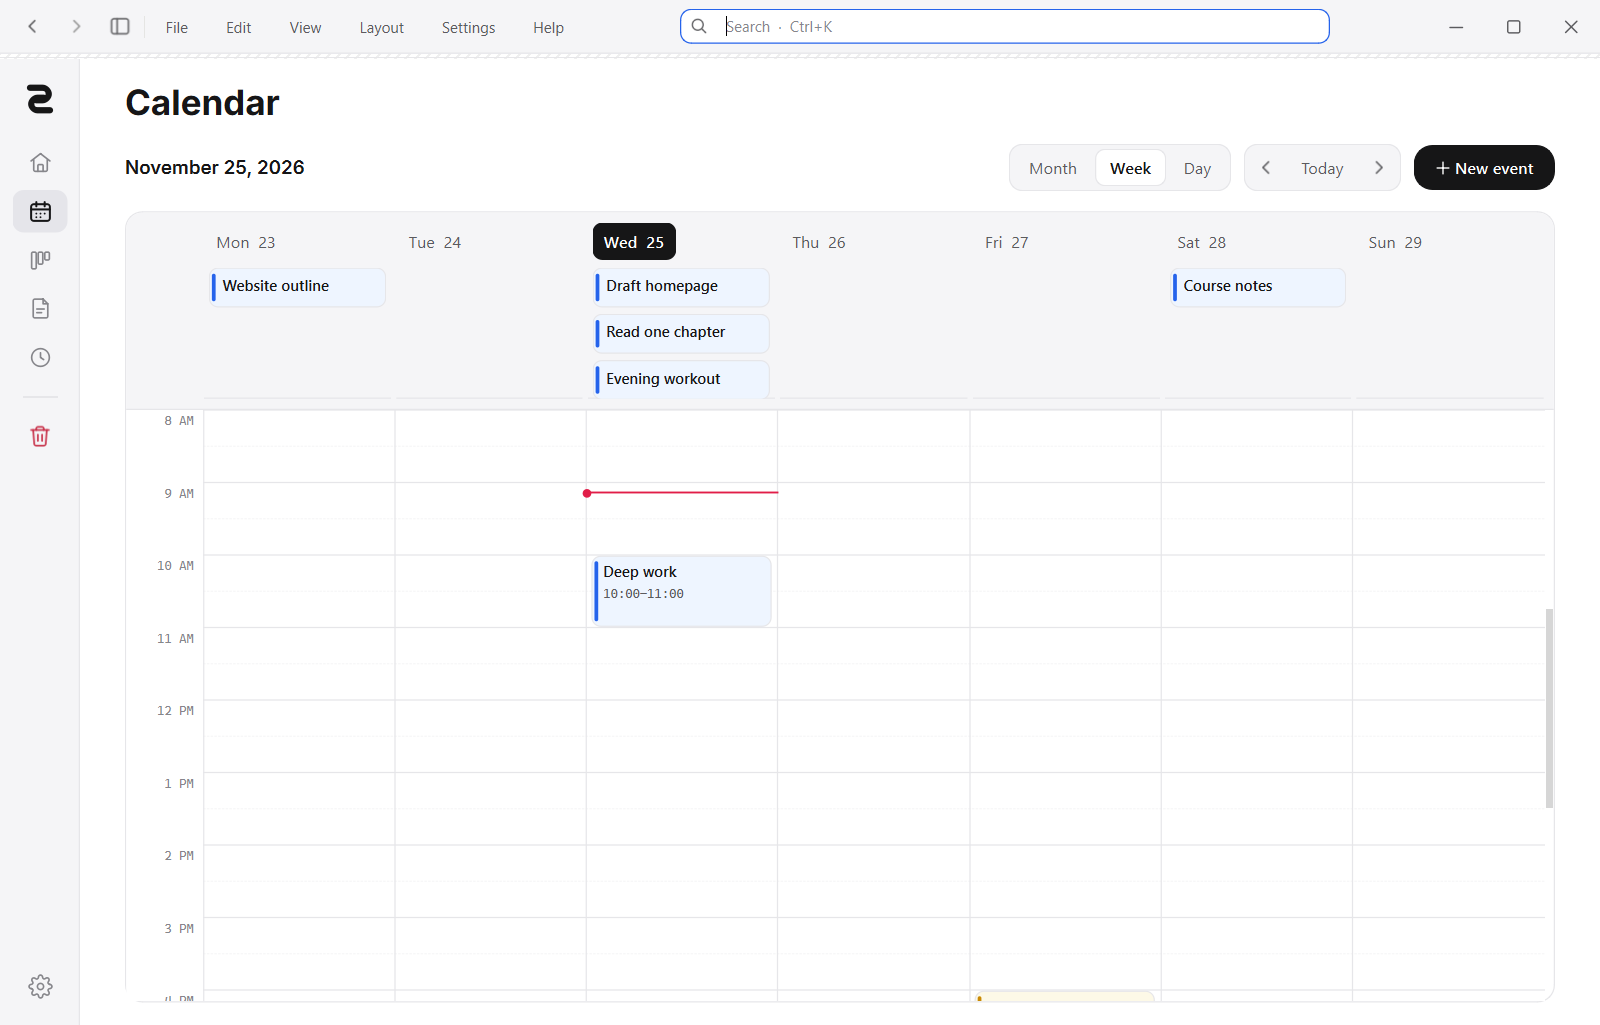 File Edit View Layout Settings Help Search · Ctrl+K
Calendar
November 25, 2026
Month Week Day Today + New event
Mon 23 Tue 24 Wed 25 Thu 26 Fri 27 Sat 28 Sun 29
Website outline Draft homepage Course notes
Read one chapter
Evening workout
8 AM
9 AM
10 AM
Deep work
10:00–11:00
11 AM
12 PM
1 PM
2 PM
3 PM
4 PM